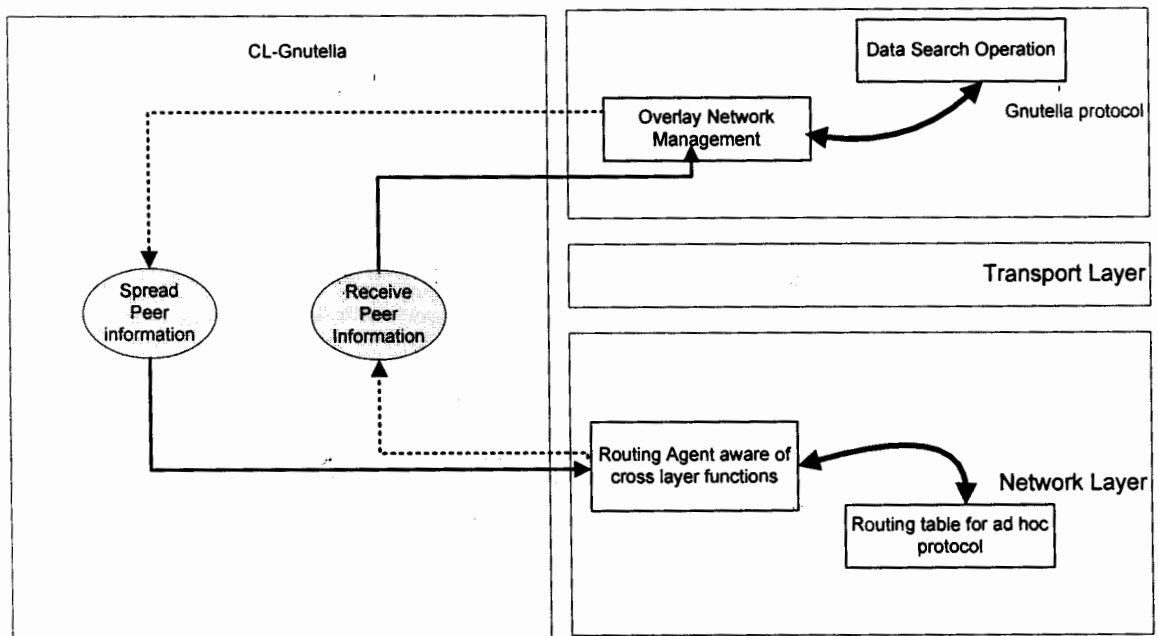 CL-Gnutella
Data Search Operation
Gnutella protocol
Overlay Network
Management
Transport Layer
Spread
Peer
information
Receive
Peer
Information
Routing Agent aware of
cross layer functions
Network Layer
Routing table for ad hoc
protocol